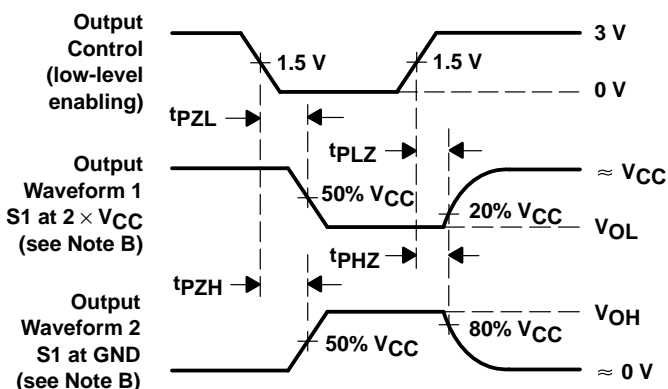 Output
Control
(low-level
enabling)
1.5 V
1.5 V
3 V
0 V
tPZL
tPLZ
Output
Waveform 1
S1 at 2 × VCC
(see Note B)
50% VCC
20% VCC
≈ VCC
VOL
tPZH
tPHZ
Output
Waveform 2
S1 at GND
(see Note B)
50% VCC
80% VCC
VOH
≈ 0 V